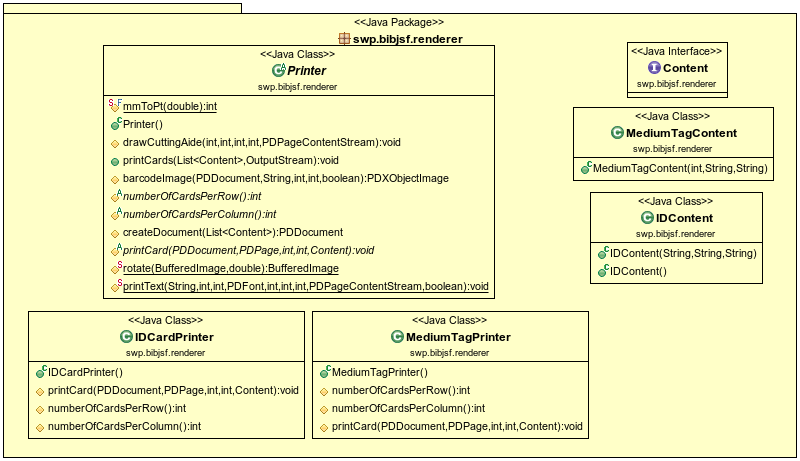 <<Java Package>>
swp.bibjsf.renderer
<<Java Class>>
Printer
swp.bibjsf.renderer
mmToPt(double):int
Printer()
drawCuttingAide(int,int,int,int,PDPageContentStream):void
printCards(List<Content>,OutputStream):void
barcodeImage(PDDocument,String,int,int,boolean):PDXObjectImage
numberOfCardsPerRow():int
numberOfCardsPerColumn():int
createDocument(List<Content>):PDDocument
printCard(PDDocument,PDPage,int,int,Content):void
rotate(BufferedImage,double):BufferedImage
printText(String,int,int,PDFont,int,int,int,PDPageContentStream,boolean):void
<<Java Interface>>
Content
swp.bibjsf.renderer
<<Java Class>>
MediumTagContent
swp.bibjsf.renderer
MediumTagContent(int,String,String)
<<Java Class>>
IDContent
swp.bibjsf.renderer
IDContent(String,String,String)
IDContent()
<<Java Class>>
IDCardPrinter
swp.bibjsf.renderer
IDCardPrinter()
printCard(PDDocument,PDPage,int,int,Content):void
numberOfCardsPerRow():int
numberOfCardsPerColumn():int
<<Java Class>>
MediumTagPrinter
swp.bibjsf.renderer
MediumTagPrinter()
numberOfCardsPerRow():int
numberOfCardsPerColumn():int
printCard(PDDocument,PDPage,int,int,Content):void